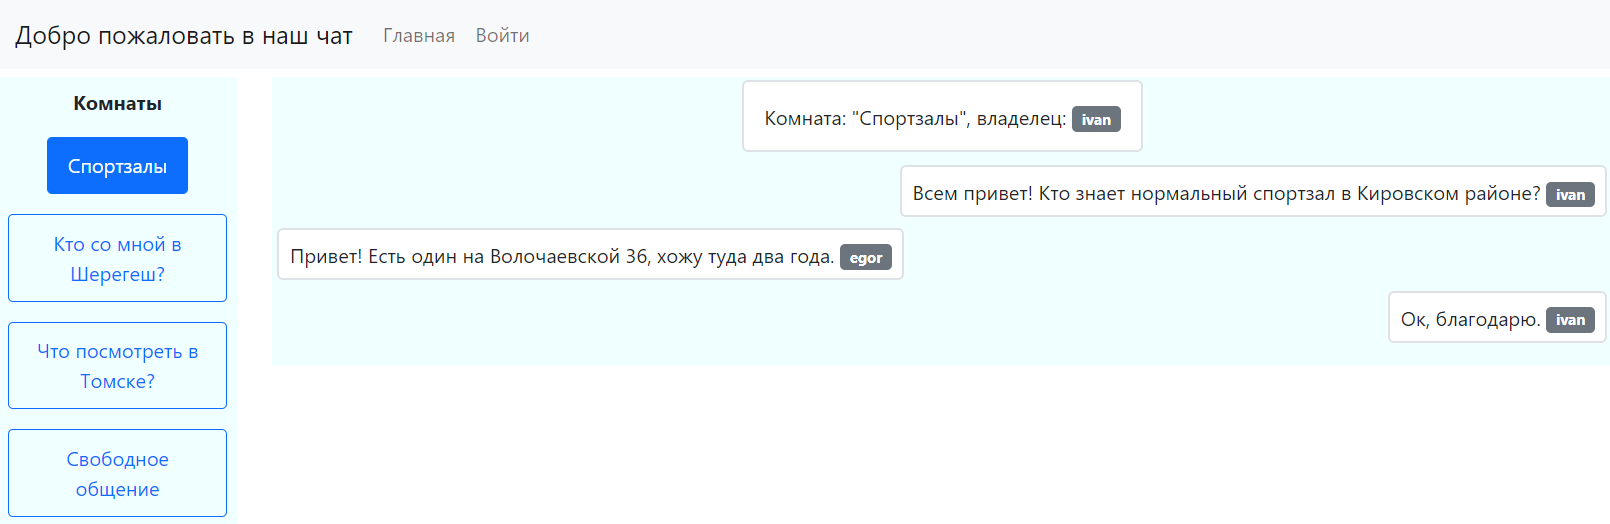 Добро пожаловать в наш чат Главная Войти
Комнаты
Спортзалы
Кто со мной в
Шерегеш?
Что посмотреть в
Томске?
Свободное
общение
Комната: "Спортзалы", владелец: ivan
Всем привет! Кто знает нормальный спортзал в Кировском районе? ivan
Привет! Есть один на Волочаевской 36, хожу туда два года. egor
Ок, благодарю. ivan